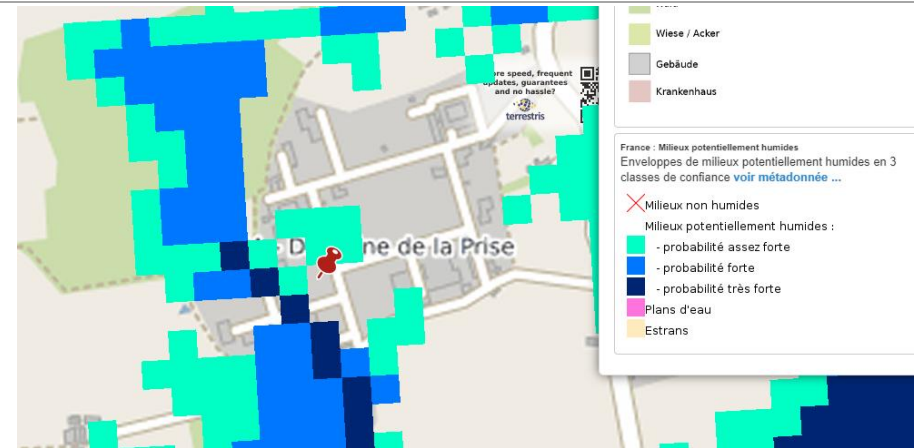 Wiese / Acker
Gebäude
Krankenhaus
re speed, frequent
dates, guarantees
and no hassle?
terrestris
ne de la Prise
France : Milieux potentiellement humides
Enveloppes de milieux potentiellement humides en 3
classes de confiance voir métadonnée ...
Milieux non humides
Milieux potentiellement humides :
- probabilité assez forte
- probabilité forte
- probabilité très forte
Plans d'eau
Estrans